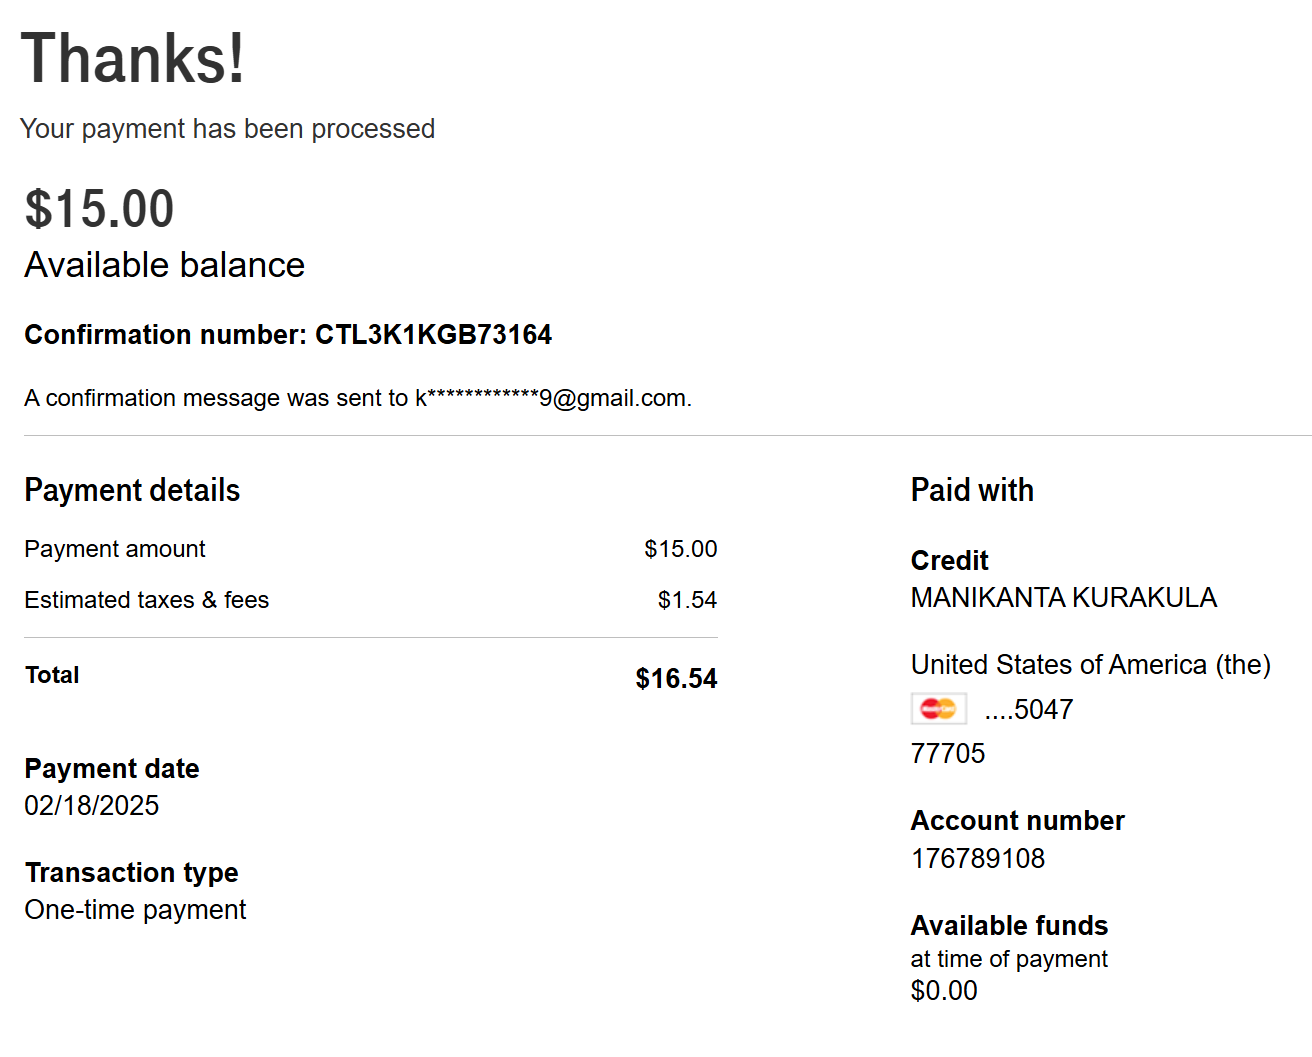 Thanks!
Your payment has been processed
$15.00
Available balance
Confirmation number: CTL3K1KGB73164
A confirmation message was sent to k************9@gmail.com.
Payment details
Payment amount $15.00
Estimated taxes & fees $1.54
Total $16.54
Payment date
02/18/2025
Transaction type
One-time payment
Paid with
Credit
MANIKANTA KURAKULA
United States of America (the)
....5047
77705
Account number
176789108
Available funds
at time of payment
$0.00